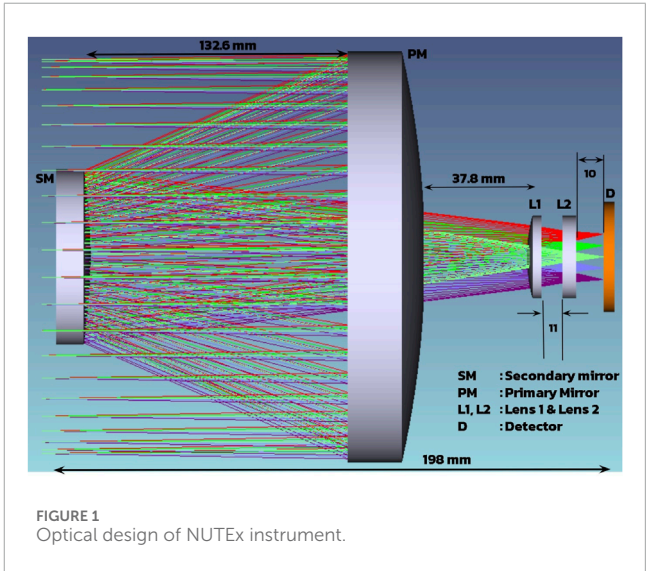 132.6 mm
PM
SM
37.8 mm
10
D
L1
L2
11
SM : Secondary mirror
PM : Primary Mirror
L1, L2 : Lens 1 & Lens 2
D : Detector
198 mm
FIGURE 1
Optical design of NUTEx instrument.